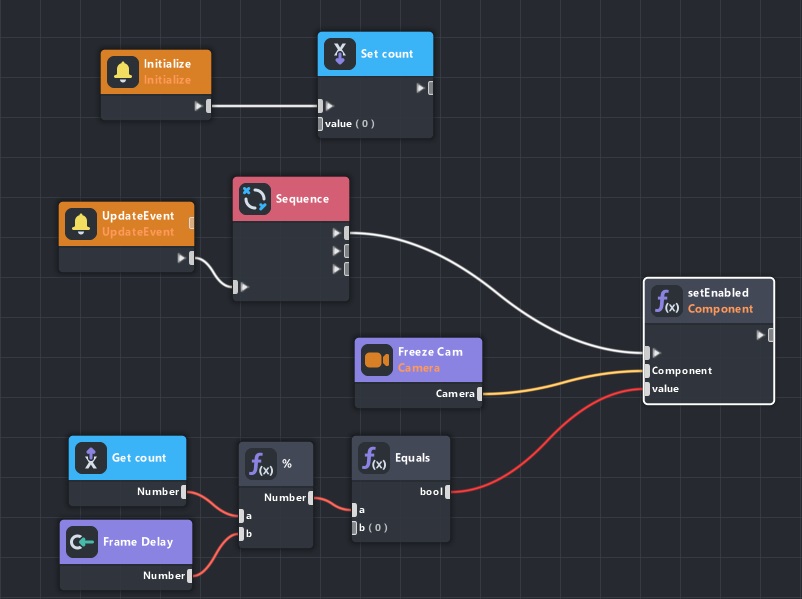 Initialize
Initialize
Set count
value ( 0 )
UpdateEvent
UpdateEvent
Sequence
setEnabled
Component
Component
value
Freeze Cam
Camera
Camera
Get count
Number
%
Number
a
b
Equals
bool
a
b ( 0 )
Frame Delay
Number
f(x)
f(x)
f(x)